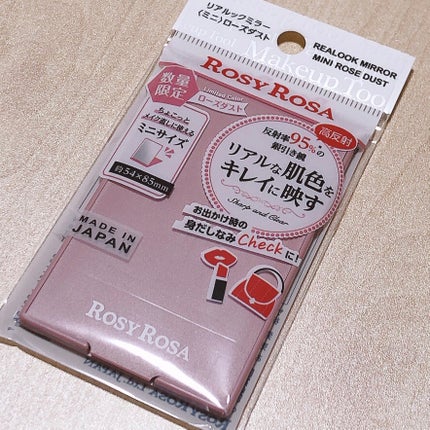 リアルックミラー
〈ミニ〉ローズダスト
REALOOK MIRROR
MINI ROSE DUST
Makeup Tool
ROSY ROSA
数量
限定
Limited Color
ローズダスト
高反射
反射率95%の
銀引き鏡
リアルな肌色を
キレイに映す
Sharp and Clear
ちょこっと
メイク直しに使える
ミニサイズ
約54×85mm
お出かけ時の
身だしなみCheckに!
MADE IN
JAPAN
ROSY ROSA